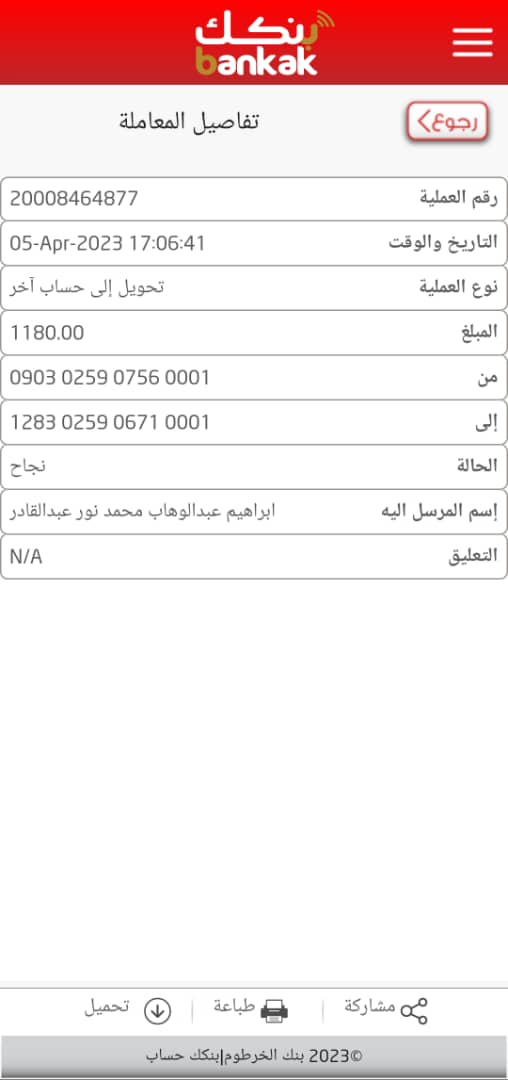 بنكك
bankak
رجوع
تفاصيل المعاملة
رقم العملية 20008464877
التاريخ والوقت 05-Apr-2023 17:06:41
نوع العملية تحويل إلى حساب آخر
المبلغ 1180.00
من 0903 0259 0756 0001
إلى 1283 0259 0671 0001
الحالة نجاح
إسم المرسل اليه ابراهيم عبدالوهاب محمد نور عبدالقادر
التعليق N/A
مشاركة طباعة تحميل
©2023 بنك الخرطوم|بنكك حساب